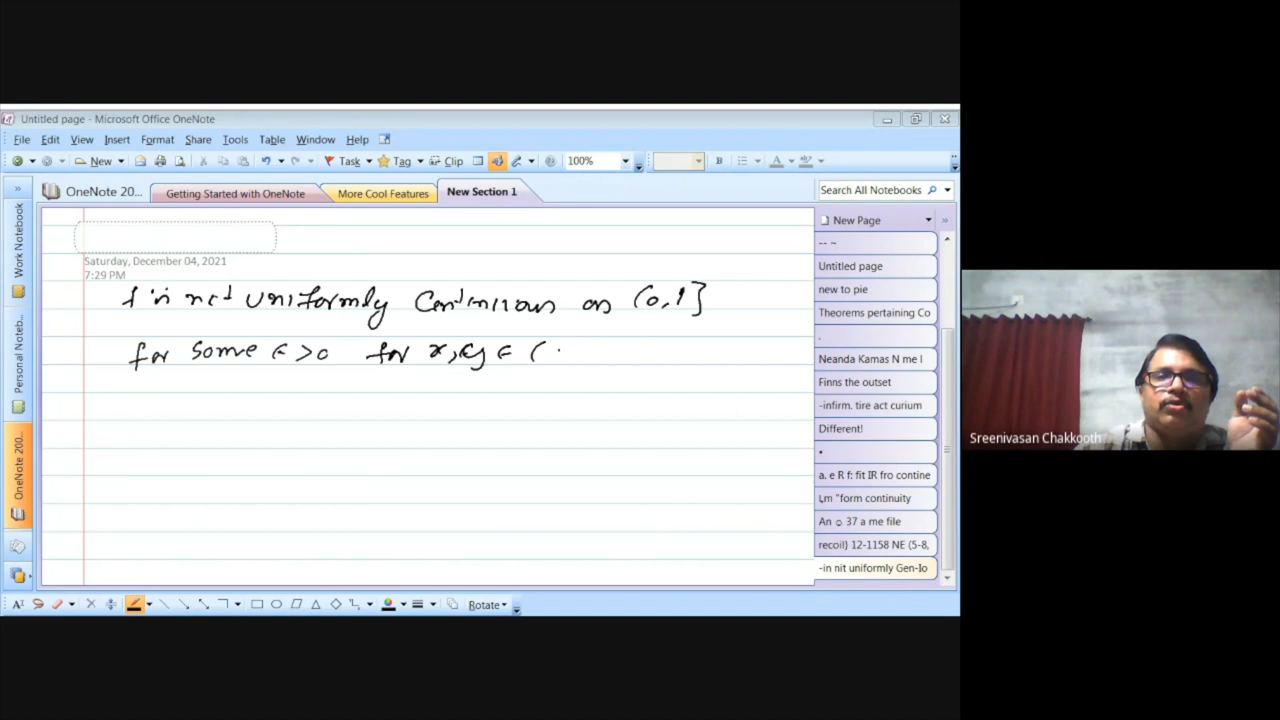 Untitled page - Microsoft Office OneNote
File Edit View Insert Format Share Tools Table Window Help
New Task Tag Clip 100% B A
OneNote 20... Getting Started with OneNote More Cool Features New Section 1 Search All Notebooks
Work Notebook
Personal Noteb...
OneNote 200...
New Page
Saturday, December 04, 2021
7:29 PM
f is not uniformly continuous on (0, 1]
for some ε > 0 for x, y ∈ (
-- ~
Untitled page
new to pie
Theorems pertaining Co
.
Neanda Kamas N me l
Finns the outset
-infirm. tire act curium
Different!
•
a. e R f: fit IR fro contine
"form continuity
An ☼ 37 a me file
recoil) 12-1158 NE (5-8,
-in nit uniformly Gen-lo
Rotate
Sreenivasan Chakkooth